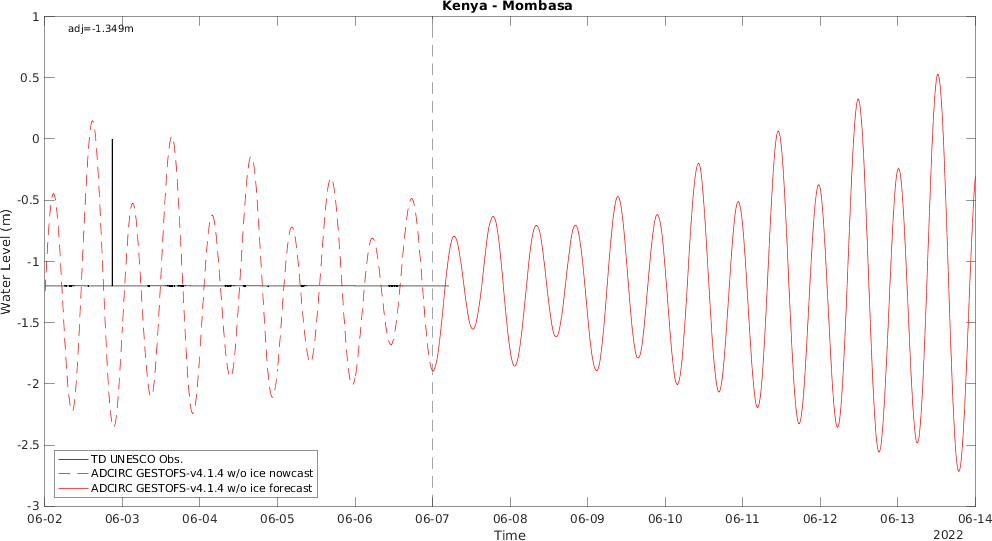 Kenya - Mombasa
adj=-1.349m
1
0.5
0
-0.5
-1
-1.5
-2
-2.5
-3
Water Level (m)
TD UNESCO Obs.
ADCIRC GESTOFS-v4.1.4 w/o ice nowcast
ADCIRC GESTOFS-v4.1.4 w/o ice forecast
06-02 06-03 06-04 06-05 06-06 06-07 06-08 06-09 06-10 06-11 06-12 06-13 06-14
Time
2022